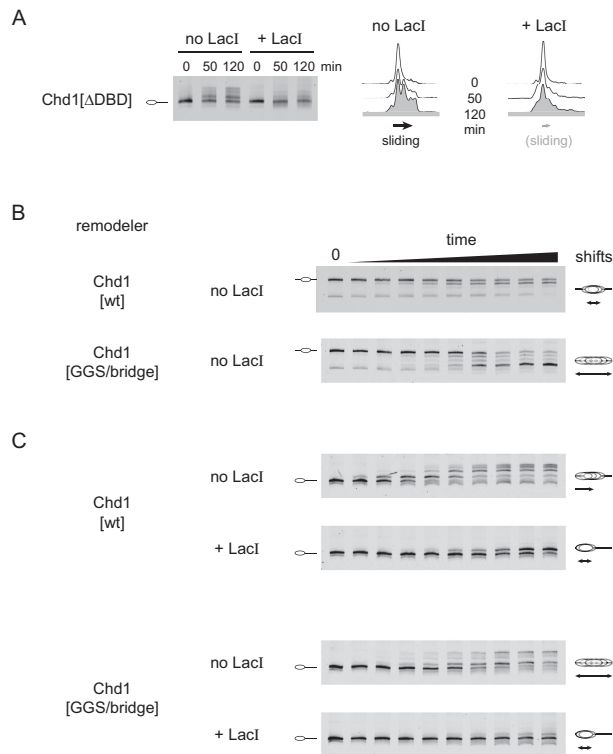 A
no LacI + LacI
0 50 120 0 50 120 min
Chd1[ΔDBD]
no LacI + LacI
0
50
120
min
sliding
(sliding)
B
remodeler
0 time shifts
Chd1
[wt]
no LacI
Chd1
[GGS/bridge]
no LacI
C
Chd1
[wt]
no LacI
+ LacI
Chd1
[GGS/bridge]
no LacI
+ LacI